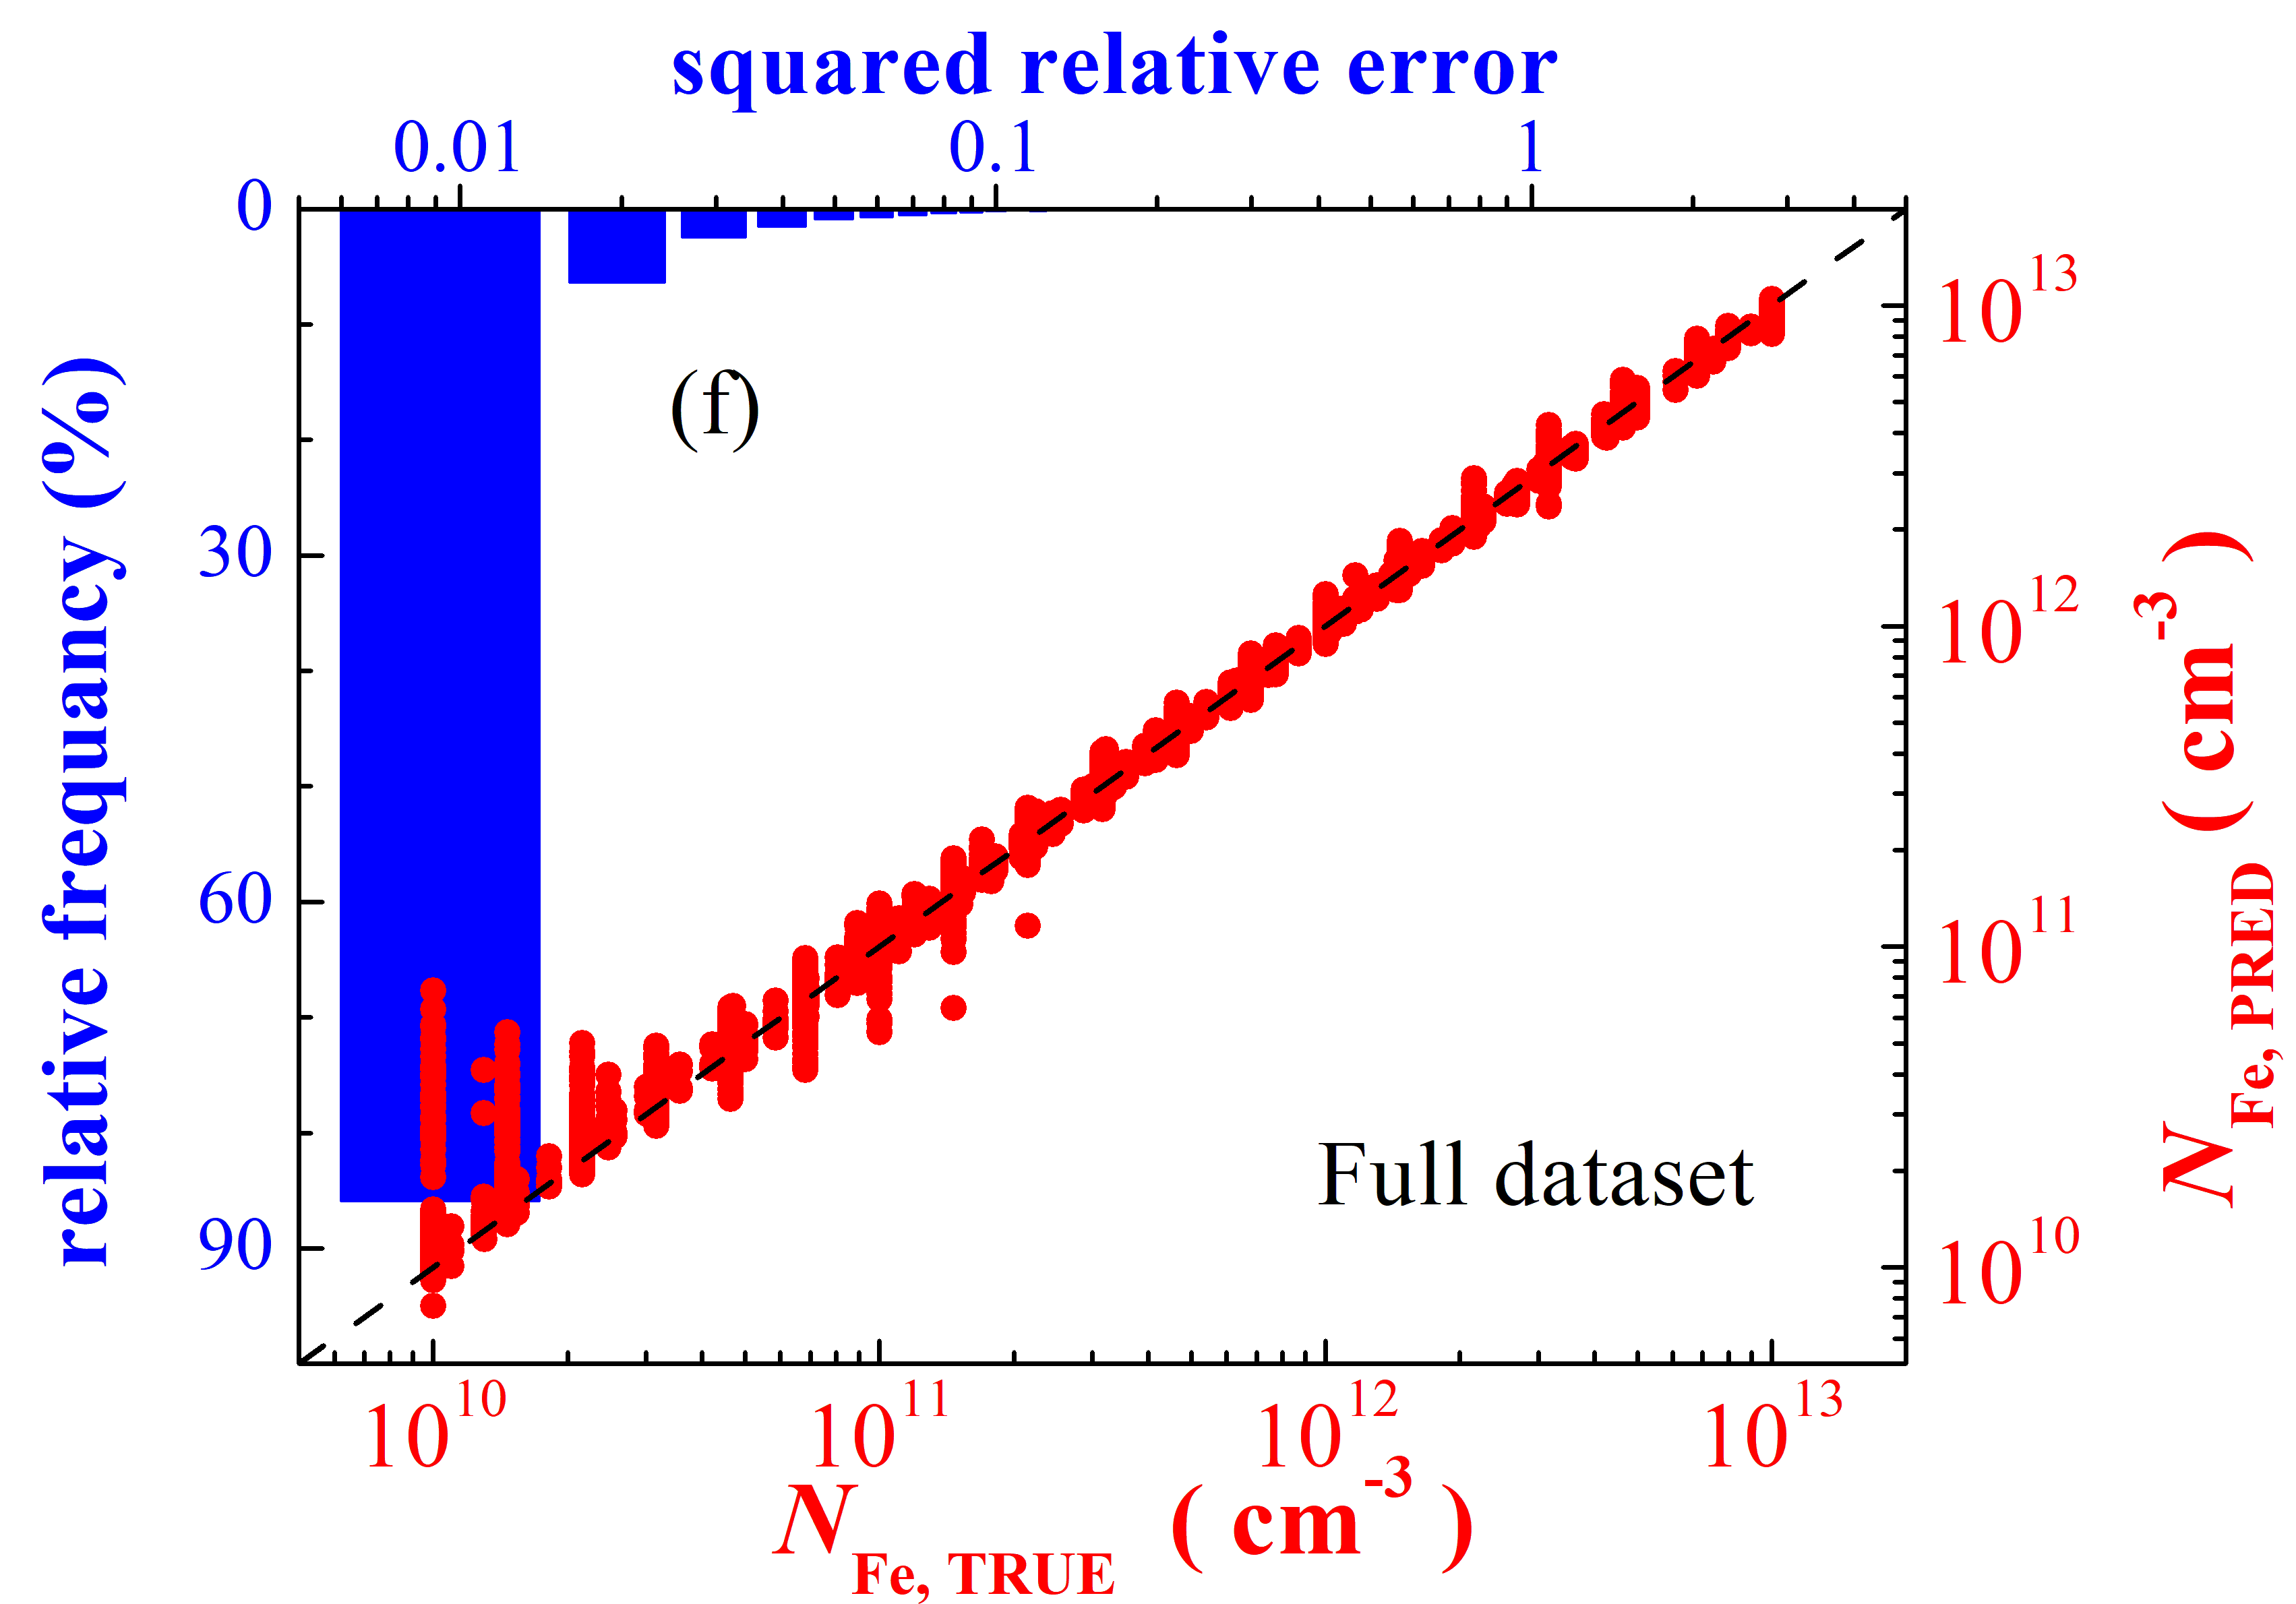 squared relative error
0.01 0.1 1
0
30
60
90
relative frequancy (%)
(f)
Full dataset
10^13
10^12
10^11
10^10
N_Fe, PRED ( cm^-3 )
10^10 10^11 10^12 10^13
N_Fe, TRUE ( cm^-3 )